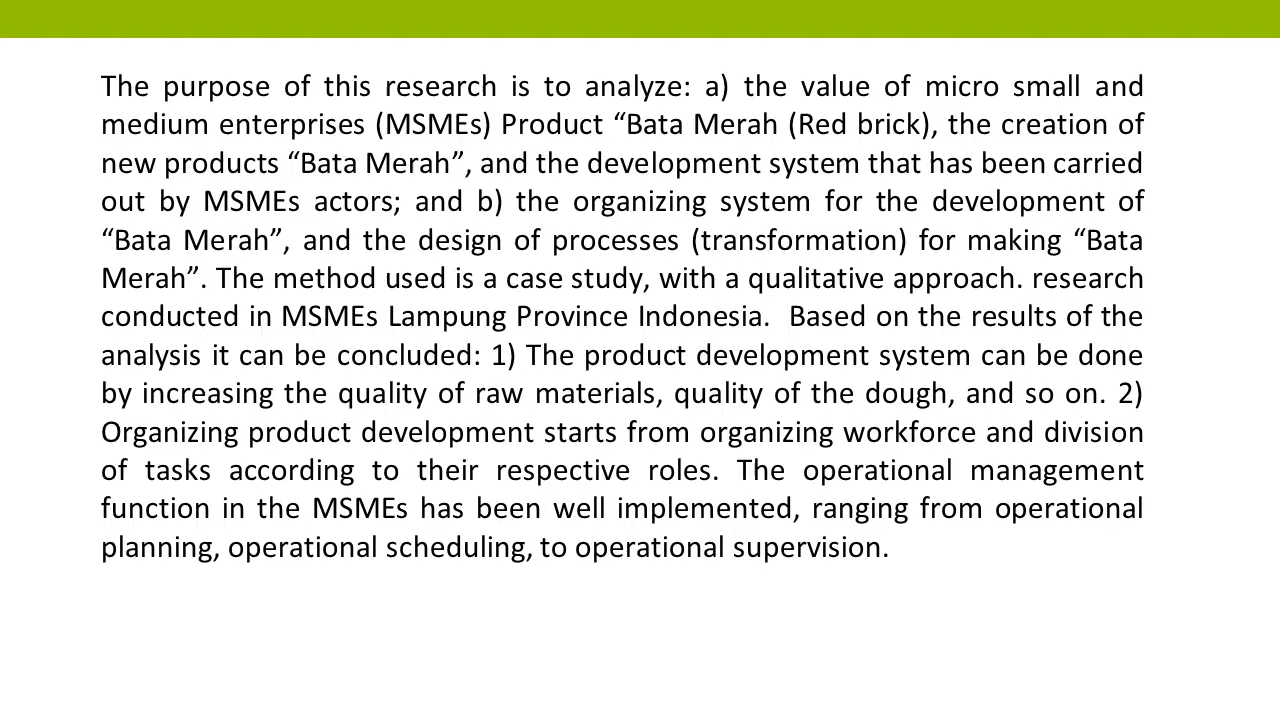 The purpose of this research is to analyze: a) the value of micro small and
medium enterprises (MSMEs) Product “Bata Merah (Red brick), the creation of
new products “Bata Merah”, and the development system that has been carried
out by MSMEs actors; and b) the organizing system for the development of
“Bata Merah”, and the design of processes (transformation) for making “Bata
Merah”. The method used is a case study, with a qualitative approach. research
conducted in MSMEs Lampung Province Indonesia.  Based on the results of the
analysis it can be concluded: 1) The product development system can be done
by increasing the quality of raw materials, quality of the dough, and so on. 2)
Organizing product development starts from organizing workforce and division
of tasks according to their respective roles. The operational management
function in the MSMEs has been well implemented, ranging from operational
planning, operational scheduling, to operational supervision.